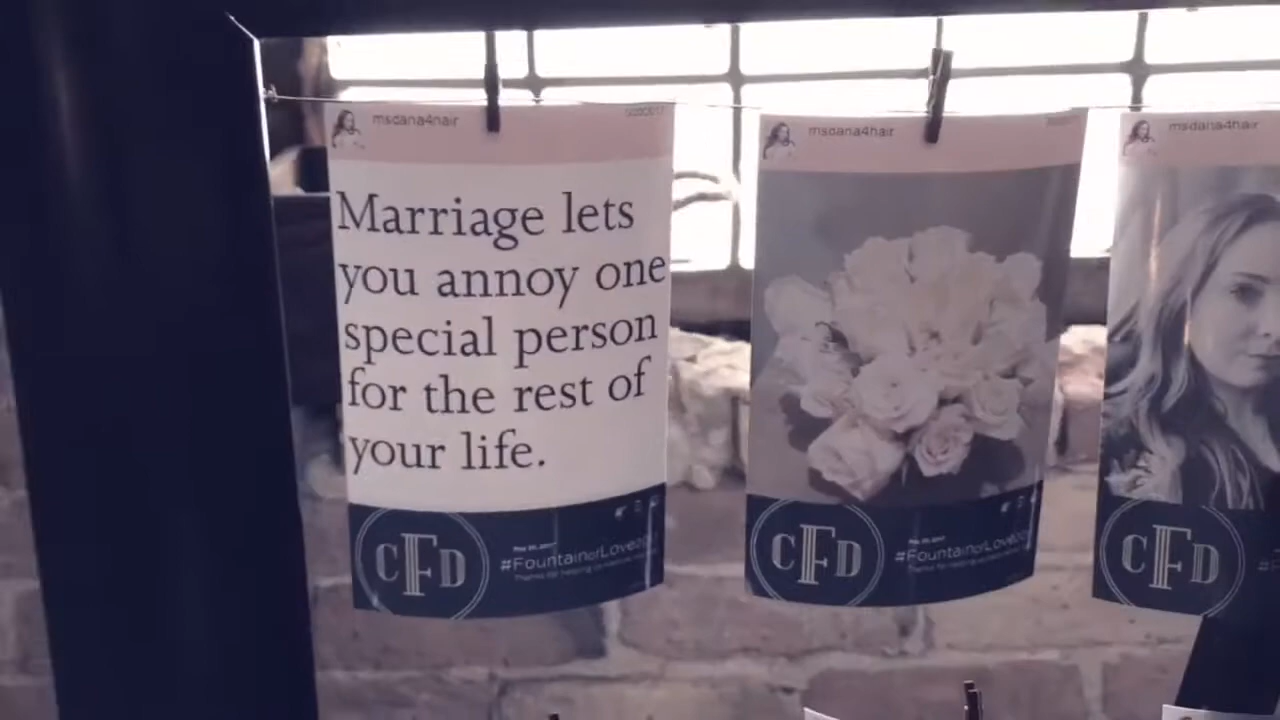 msdana4hair
Marriage lets
you annoy one
special person
for the rest of
your life.
CFD
#FountainofLove
msdana4hair
CFD
#FountainofLove
msdana4hair
CFD